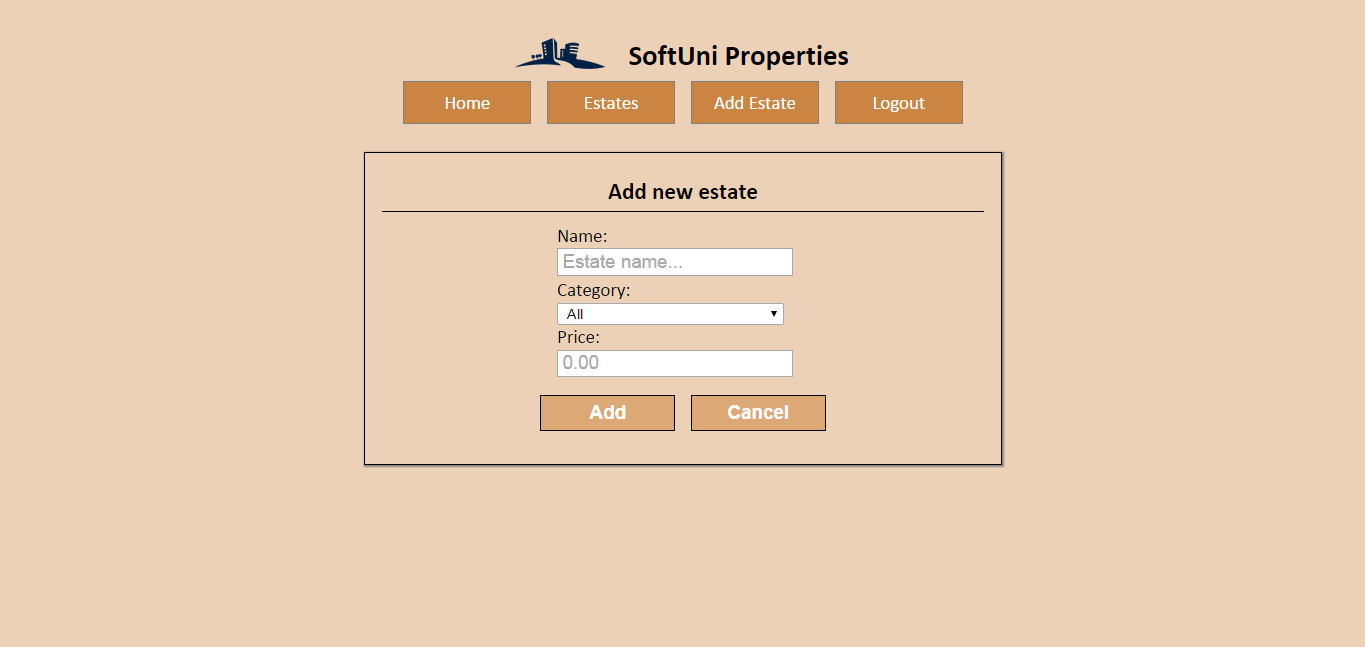 SoftUni Properties
Home Estates Add Estate Logout
Add new estate
Name:
Estate name...
Category:
All
Price:
0.00
Add Cancel